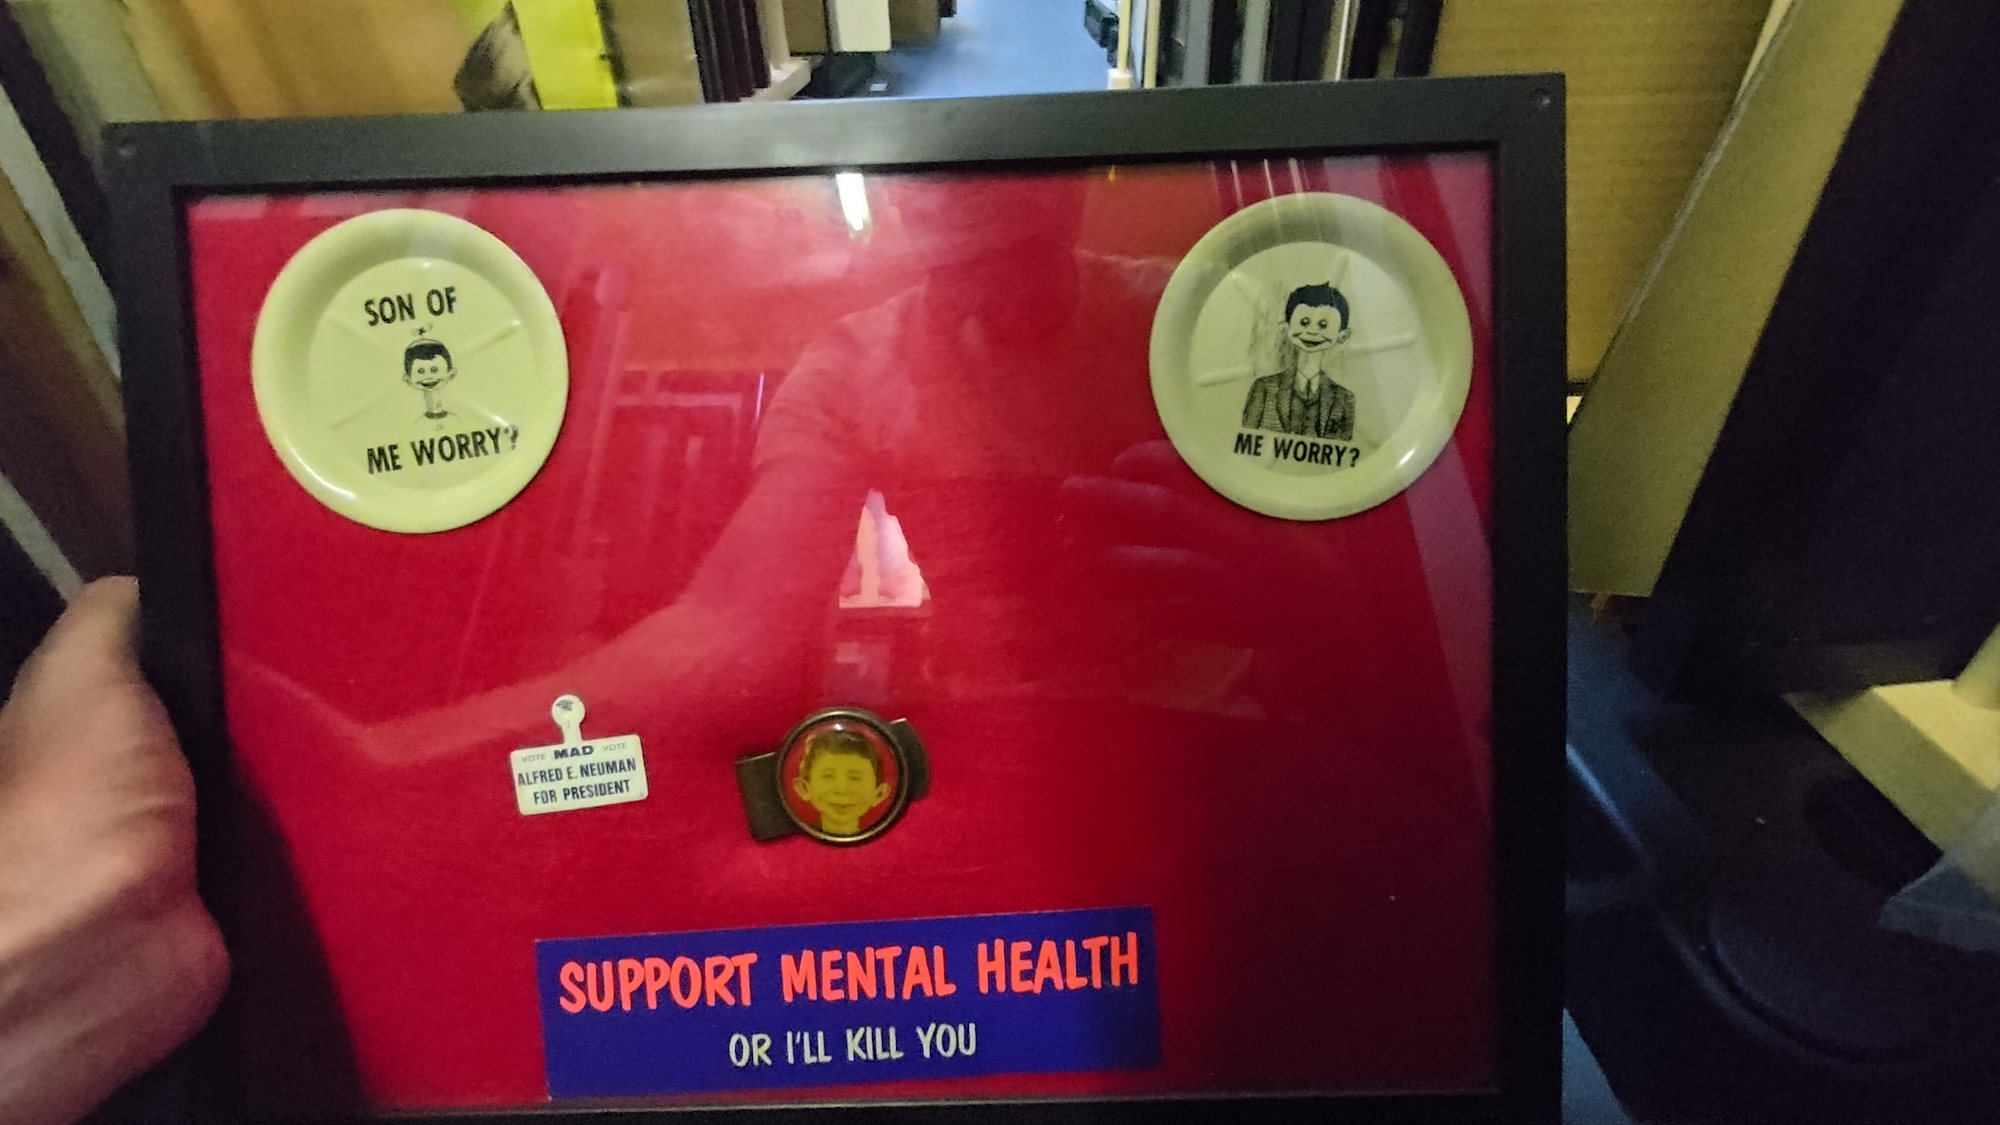 SON OF
ME WORRY?
ME WORRY?
VOTE MAD VOTE
ALFRED E. NEUMAN
FOR PRESIDENT
SUPPORT MENTAL HEALTH
OR I'LL KILL YOU